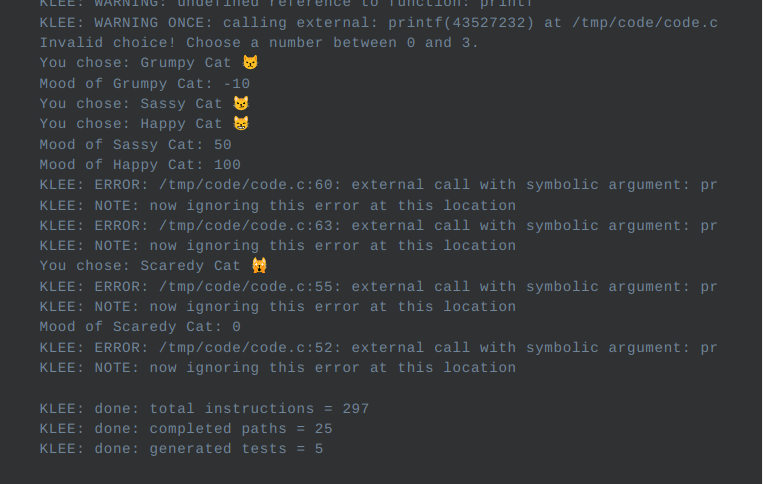 KLEE: WARNING: undefined reference to function: printf
KLEE: WARNING ONCE: calling external: printf(43527232) at /tmp/code/code.c
Invalid choice! Choose a number between 0 and 3.
You chose: Grumpy Cat 😾
Mood of Grumpy Cat: -10
You chose: Sassy Cat 😼
You chose: Happy Cat 😸
Mood of Sassy Cat: 50
Mood of Happy Cat: 100
KLEE: ERROR: /tmp/code/code.c:60: external call with symbolic argument: pr
KLEE: NOTE: now ignoring this error at this location
KLEE: ERROR: /tmp/code/code.c:63: external call with symbolic argument: pr
KLEE: NOTE: now ignoring this error at this location
You chose: Scaredy Cat 🙀
KLEE: ERROR: /tmp/code/code.c:55: external call with symbolic argument: pr
KLEE: NOTE: now ignoring this error at this location
Mood of Scaredy Cat: 0
KLEE: ERROR: /tmp/code/code.c:52: external call with symbolic argument: pr
KLEE: NOTE: now ignoring this error at this location
KLEE: done: total instructions = 297
KLEE: done: completed paths = 25
KLEE: done: generated tests = 5